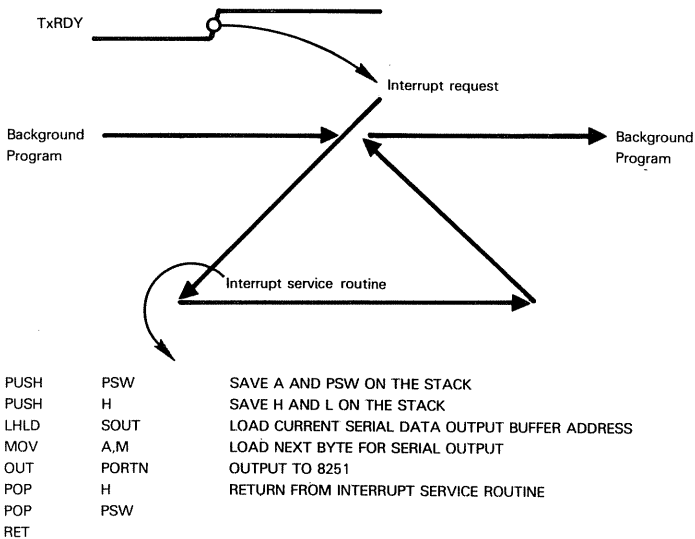 TxRDY
Interrupt request
Background
Program
Background
Program
Interrupt service routine
PUSH PSW SAVE A AND PSW ON THE STACK
PUSH H SAVE H AND L ON THE STACK
LHLD SOUT LOAD CURRENT SERIAL DATA OUTPUT BUFFER ADDRESS
MOV A,M LOAD NEXT BYTE FOR SERIAL OUTPUT
OUT PORTN OUTPUT TO 8251
POP H RETURN FROM INTERRUPT SERVICE ROUTINE
POP PSW
RET